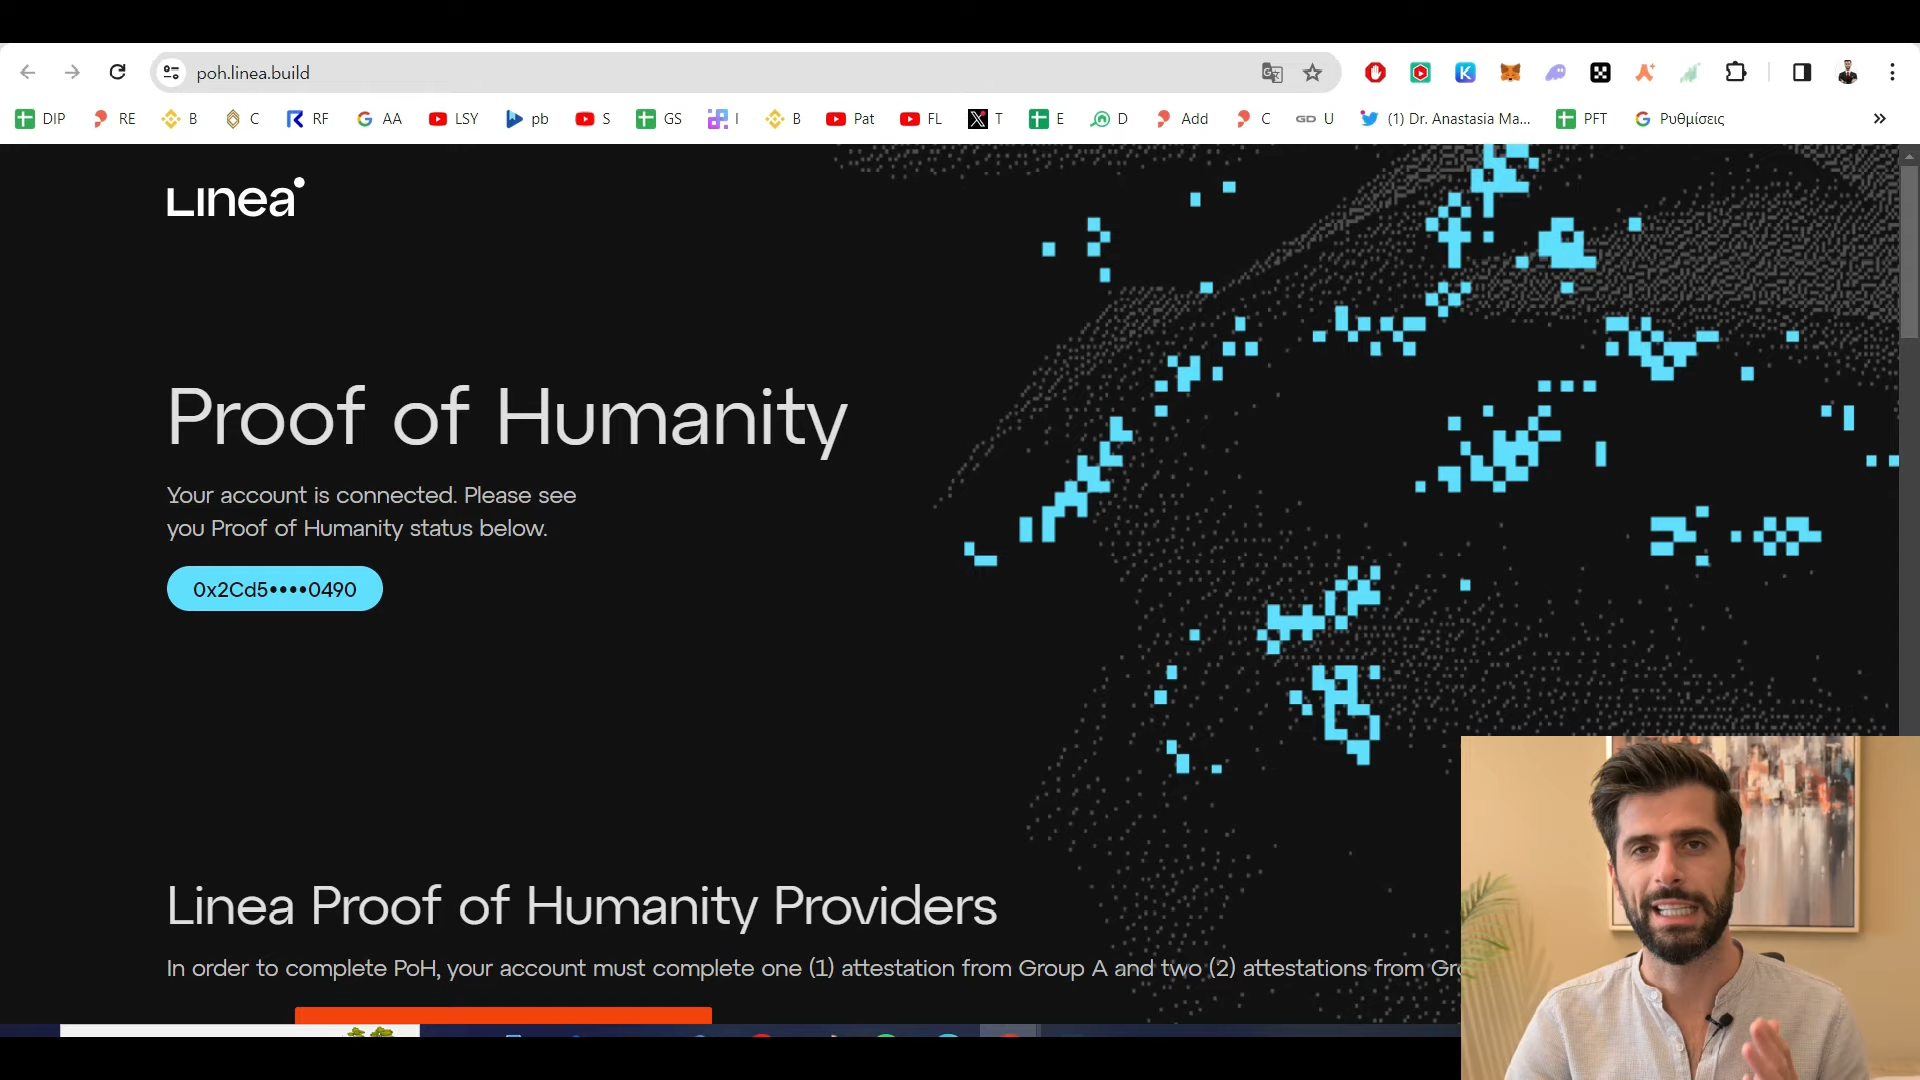 poh.linea.build
DIP RE B C RF AA LSY pb S GS I B Pat FL T E D Add C GD U (1) Dr. Anastasia Ma... PFT Ρυθμίσεις
Linea
Proof of Humanity
Your account is connected. Please see
you Proof of Humanity status below.
0x2Cd5••••0490
Linea Proof of Humanity Providers
In order to complete PoH, your account must complete one (1) attestation from Group A and two (2) attestations from Gro